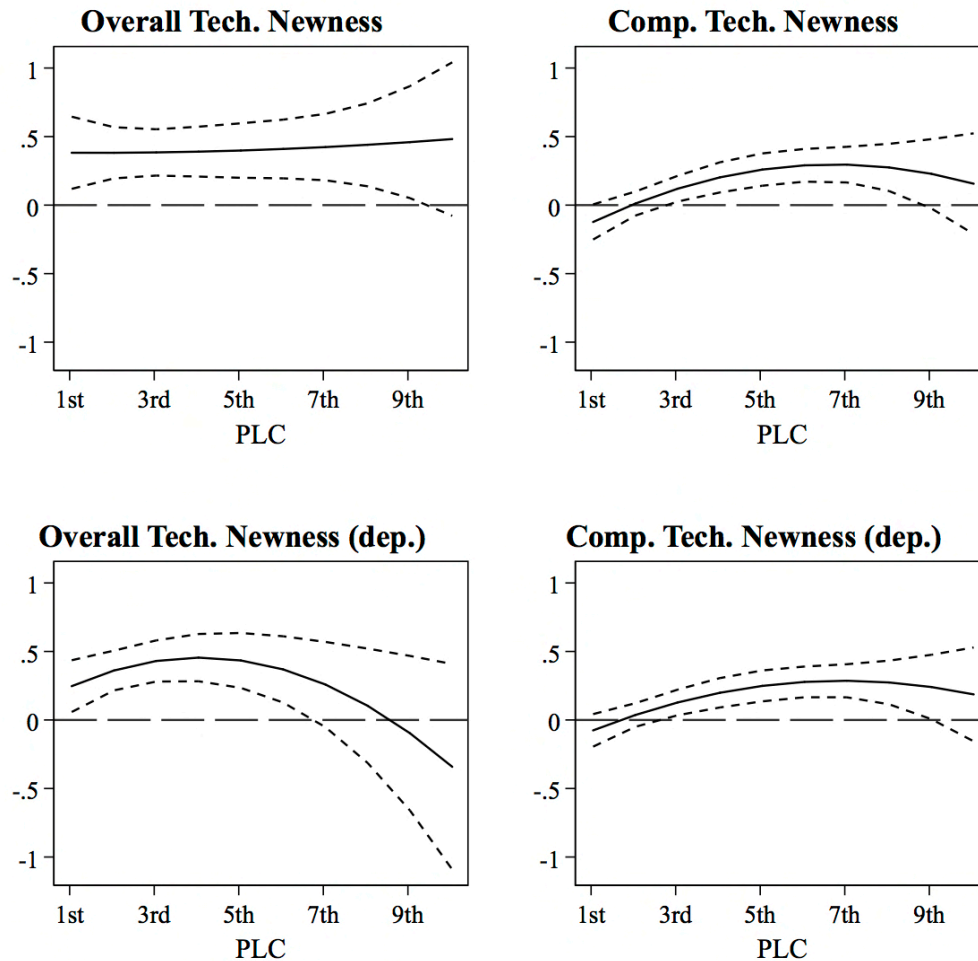 Overall Tech. Newness
1
.5
0
-.5
-1
1st 3rd 5th 7th 9th
PLC
Comp. Tech. Newness
1
.5
0
-.5
-1
1st 3rd 5th 7th 9th
PLC
Overall Tech. Newness (dep.)
1
.5
0
-.5
-1
1st 3rd 5th 7th 9th
PLC
Comp. Tech. Newness (dep.)
1
.5
0
-.5
-1
1st 3rd 5th 7th 9th
PLC